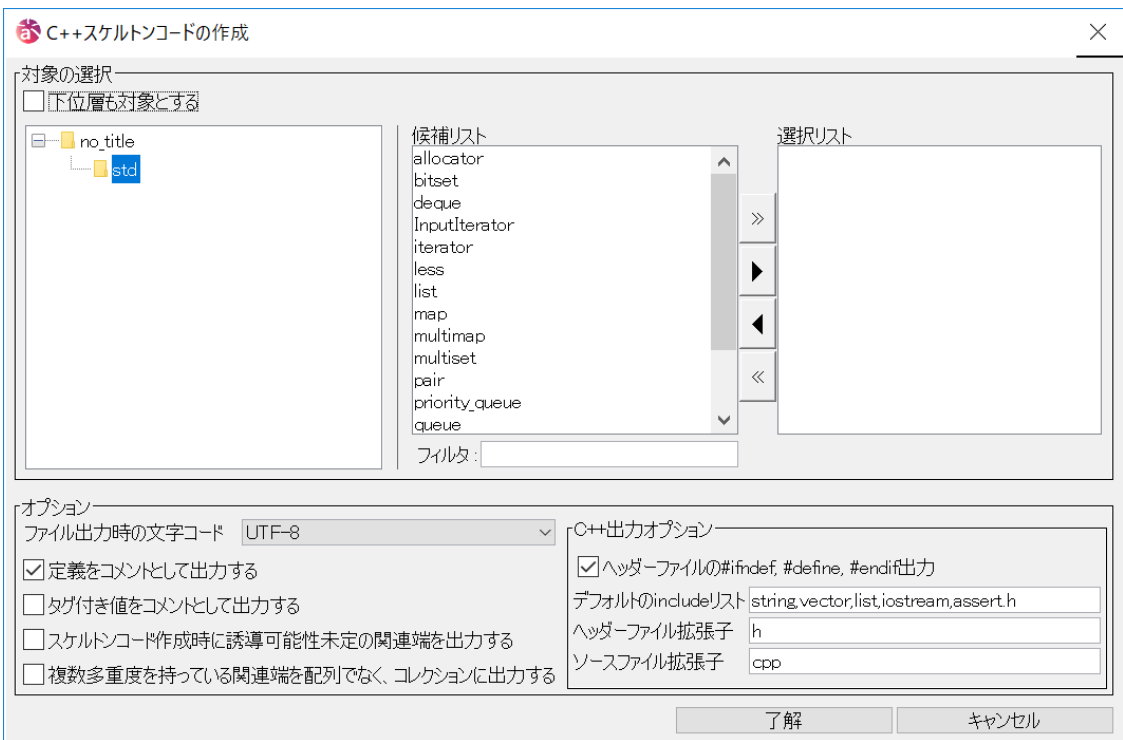 C++スケルトンコードの作成
対象の選択
下位層も対象とする
no_title
std
候補リスト
allocator
bitset
deque
InputIterator
iterator
less
list
map
multimap
multiset
pair
priority_queue
queue
フィルタ :
選択リスト
オプション
ファイル出力時の文字コード UTF-8
定義をコメントとして出力する
タグ付き値をコメントとして出力する
スケルトンコード作成時に誘導可能性未定の関連端を出力する
複数多重度を持っている関連端を配列でなく、コレクションに出力する
C++出力オプション
ヘッダーファイルの#ifndef, #define, #endif出力
デフォルトのincludeリスト string,vector,list,iostream,assert.h
ヘッダーファイル拡張子 h
ソースファイル拡張子 cpp
了解 キャンセル